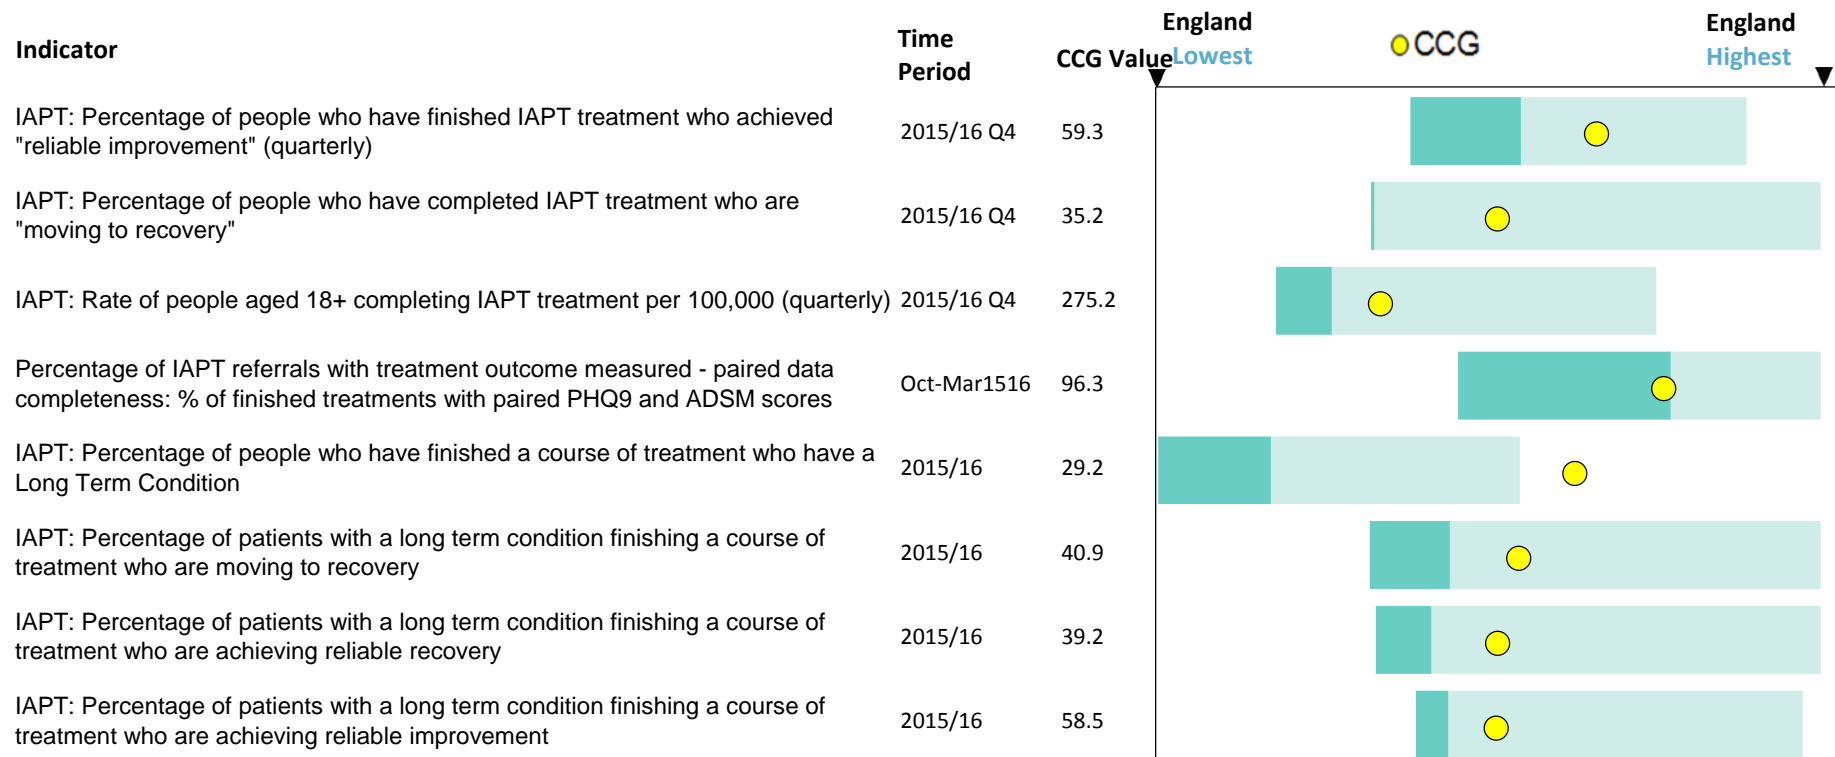 Indicator
Time
Period
CCG Value
England
Lowest
CCG
England
Highest
IAPT: Percentage of people who have finished IAPT treatment who achieved
"reliable improvement" (quarterly)
2015/16 Q4
59.3
IAPT: Percentage of people who have completed IAPT treatment who are
"moving to recovery"
2015/16 Q4
35.2
IAPT: Rate of people aged 18+ completing IAPT treatment per 100,000 (quarterly)
2015/16 Q4
275.2
Percentage of IAPT referrals with treatment outcome measured - paired data
completeness: % of finished treatments with paired PHQ9 and ADSM scores
Oct-Mar1516
96.3
IAPT: Percentage of people who have finished a course of treatment who have a
Long Term Condition
2015/16
29.2
IAPT: Percentage of patients with a long term condition finishing a course of
treatment who are moving to recovery
2015/16
40.9
IAPT: Percentage of patients with a long term condition finishing a course of
treatment who are achieving reliable recovery
2015/16
39.2
IAPT: Percentage of patients with a long term condition finishing a course of
treatment who are achieving reliable improvement
2015/16
58.5